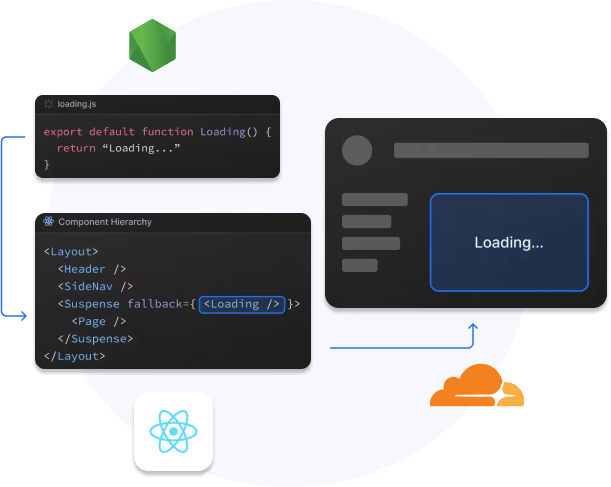 loading.js
export default function Loading() {
return “Loading...”
}
Component Hierarchy
<Layout>
<Header />
<SideNav />
<Suspense fallback={ <Loading /> }>
<Page />
</Suspense>
</Layout>
Loading...